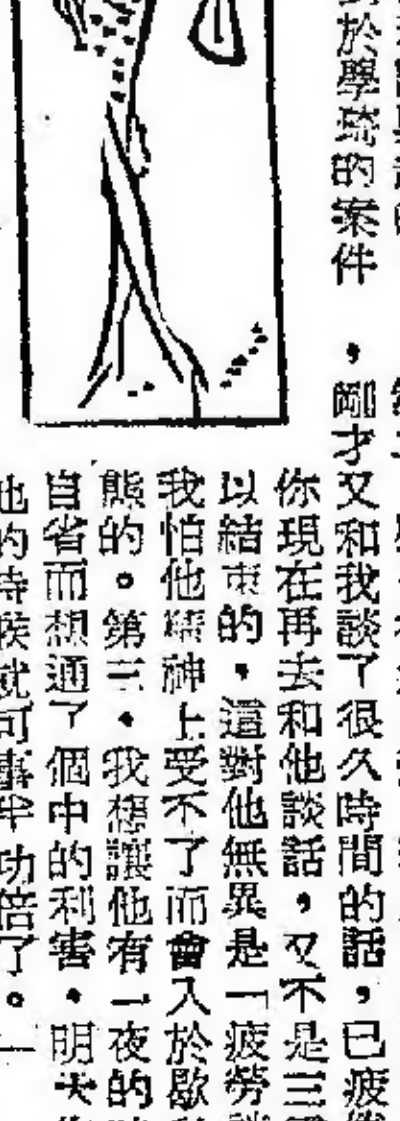 於學琉的案件，剛才又和我談了很久時間的話，已疲
你現在再去和他談話，又不是三
以結束的，這對他無異是「疲勞
我怕他精神上受不了而會入於歇
熊的。第三，我想讓他有一夜的
自省而想通了個中的利害，明天
他的時候就可事半功倍了。